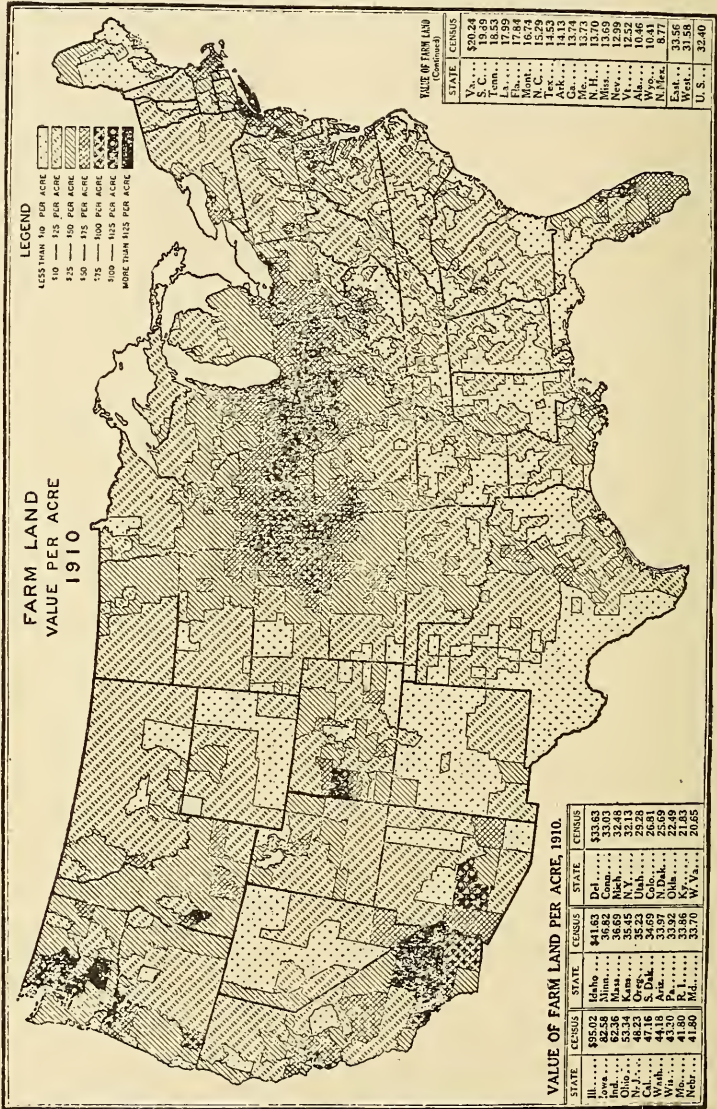 FARM LAND
VALUE PER ACRE
1910
LEGEND
LESS THAN $10 PER ACRE
$10 —— $25 PER ACRE
$25 —— $50 PER ACRE
$50 —— $75 PER ACRE
$75 —— $100 PER ACRE
$100 —— $125 PER ACRE
MORE THAN $125 PER ACRE
VALUE OF FARM LAND PER ACRE, 1910.
STATE CENSUS STATE CENSUS STATE CENSUS
Ill. $95.02 Idaho $41.63 Del. $33.63
Iowa 82.58 Minn. 36.82 Conn. 33.03
Ind. 62.36 Mass. 36.69 Mich. 32.48
Ohio 53.34 Kans. 35.45 N.Y. 32.13
N. J. 48.23 Oreg. 35.23 Utah 29.28
Cal. 47.16 S. Dak. 34.69 Colo. 26.81
Wash. 44.18 Ariz. 33.97 N. Dak. 25.69
Wis. 43.30 Pa. 33.92 Okla. 22.49
Mo. 41.80 R. I. 33.86 Ky. 21.83
Nebr. 41.80 Md. 33.70 W. Va. 20.65
VALUE OF FARM LAND
(Continued)
STATE CENSUS
Va. $20.24
S. C. 19.89
Tenn. 18.53
La. 17.99
Fla. 17.84
Mont. 16.74
N. C. 15.29
Tex. 14.53
Ark. 14.13
Ga. 13.74
Me. 13.73
N. H. 13.70
Miss. 13.69
Nev. 12.99
Vt. 12.52
Ala. 10.46
Wyo. 10.41
N. Mex. 8.77
East. 33.56
West. 31.58
U. S. 32.40